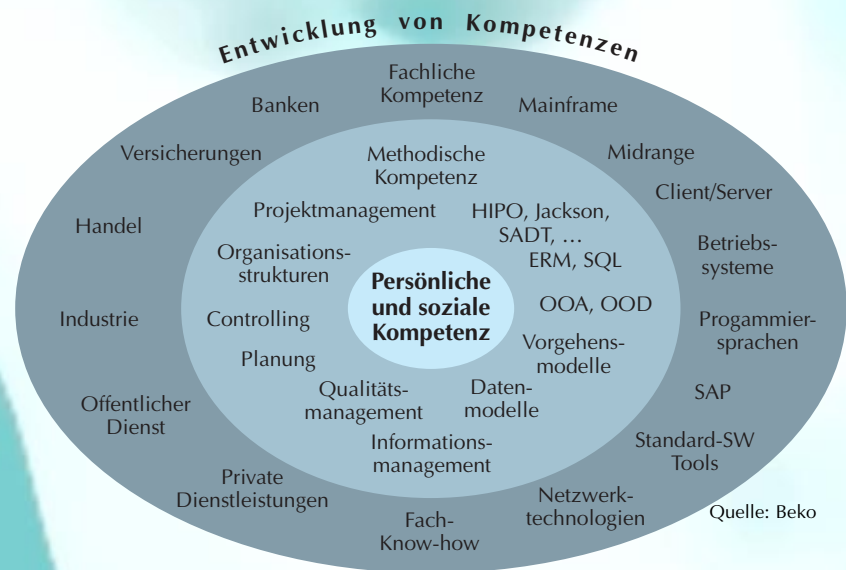 Entwicklung von Kompetenzen
Fachliche
Kompetenz
Banken
Mainframe
Versicherungen
Midrange
Client/Server
Handel
Betriebs-
systeme
Industrie
Progammier-
sprachen
Offentlicher
Dienst
SAP
Standard-SW
Tools
Private
Dienstleistungen
Netzwerk-
technologien
Fach-
Know-how
Methodische
Kompetenz
Projektmanagement
HIPO, Jackson,
SADT, …
ERM, SQL
Organisations-
strukturen
OOA, OOD
Controlling
Vorgehens-
modelle
Planung
Qualitäts-
management
Daten-
modelle
Informations-
management
Persönliche
und soziale
Kompetenz
Quelle: Beko